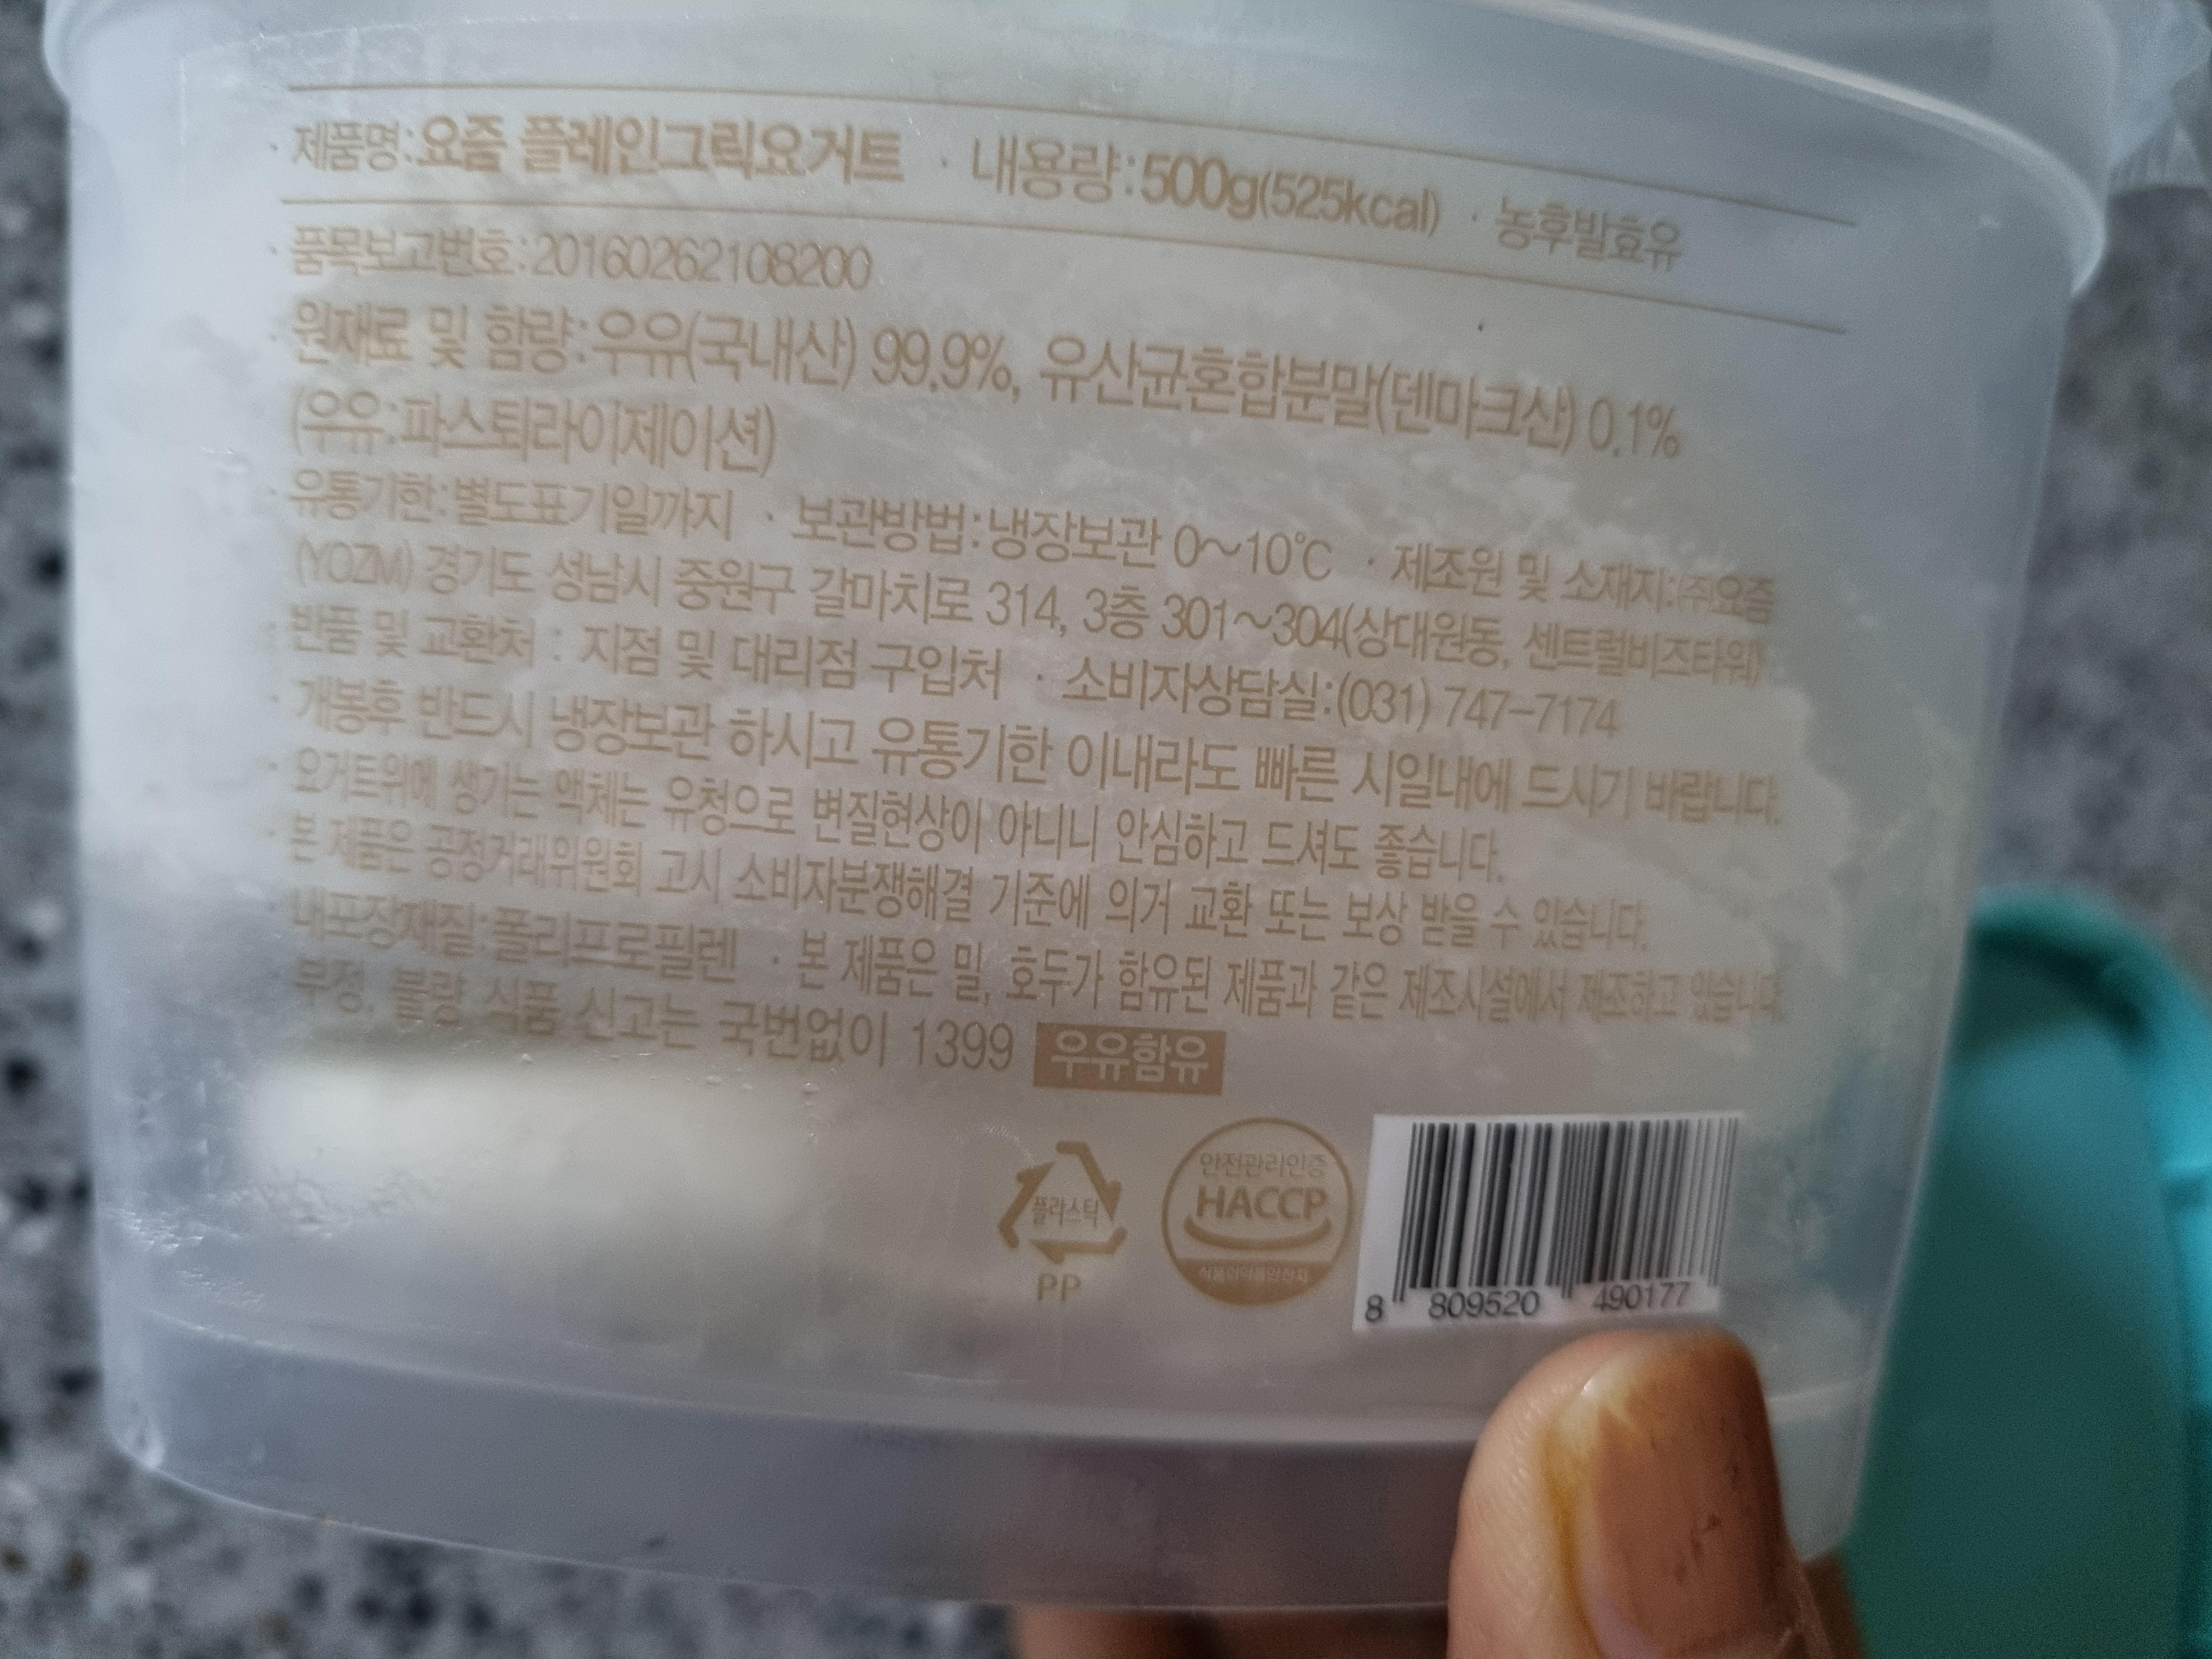 · 제품명:요즘 플레인그릭요거트 · 내용량:500g(525kcal) · 농후발효유
· 품목보고번호:20160262108200
· 원재료 및 함량:우유(국내산) 99.9%, 유산균혼합분말(덴마크산) 0.1%
(우유:파스퇴라이제이션)
· 유통기한:별도표기일까지 · 보관방법:냉장보관 0~10℃ · 제조원 및 소재지:㈜요즘
(YOZM) 경기도 성남시 중원구 갈마치로 314, 3층 301~304(상대원동, 센트럴비즈타워)
· 반품 및 교환처 : 지점 및 대리점 구입처 · 소비자상담실:(031) 747-7174
· 개봉후 반드시 냉장보관 하시고 유통기한 이내라도 빠른 시일내에 드시기 바랍니다.
· 요거트위에 생기는 액체는 유청으로 변질현상이 아니니 안심하고 드셔도 좋습니다.
· 본 제품은 공정거래위원회 고시 소비자분쟁해결 기준에 의거 교환 또는 보상 받을 수 있습니다.
· 내포장재질:폴리프로필렌 · 본 제품은 밀, 호두가 함유된 제품과 같은 제조시설에서 제조하고 있습니다.
· 부정, 불량 식품 신고는 국번없이 1399 우유함유
플라스틱
PP
안전관리인증
HACCP
식품의약품안전처
8 809520 490177